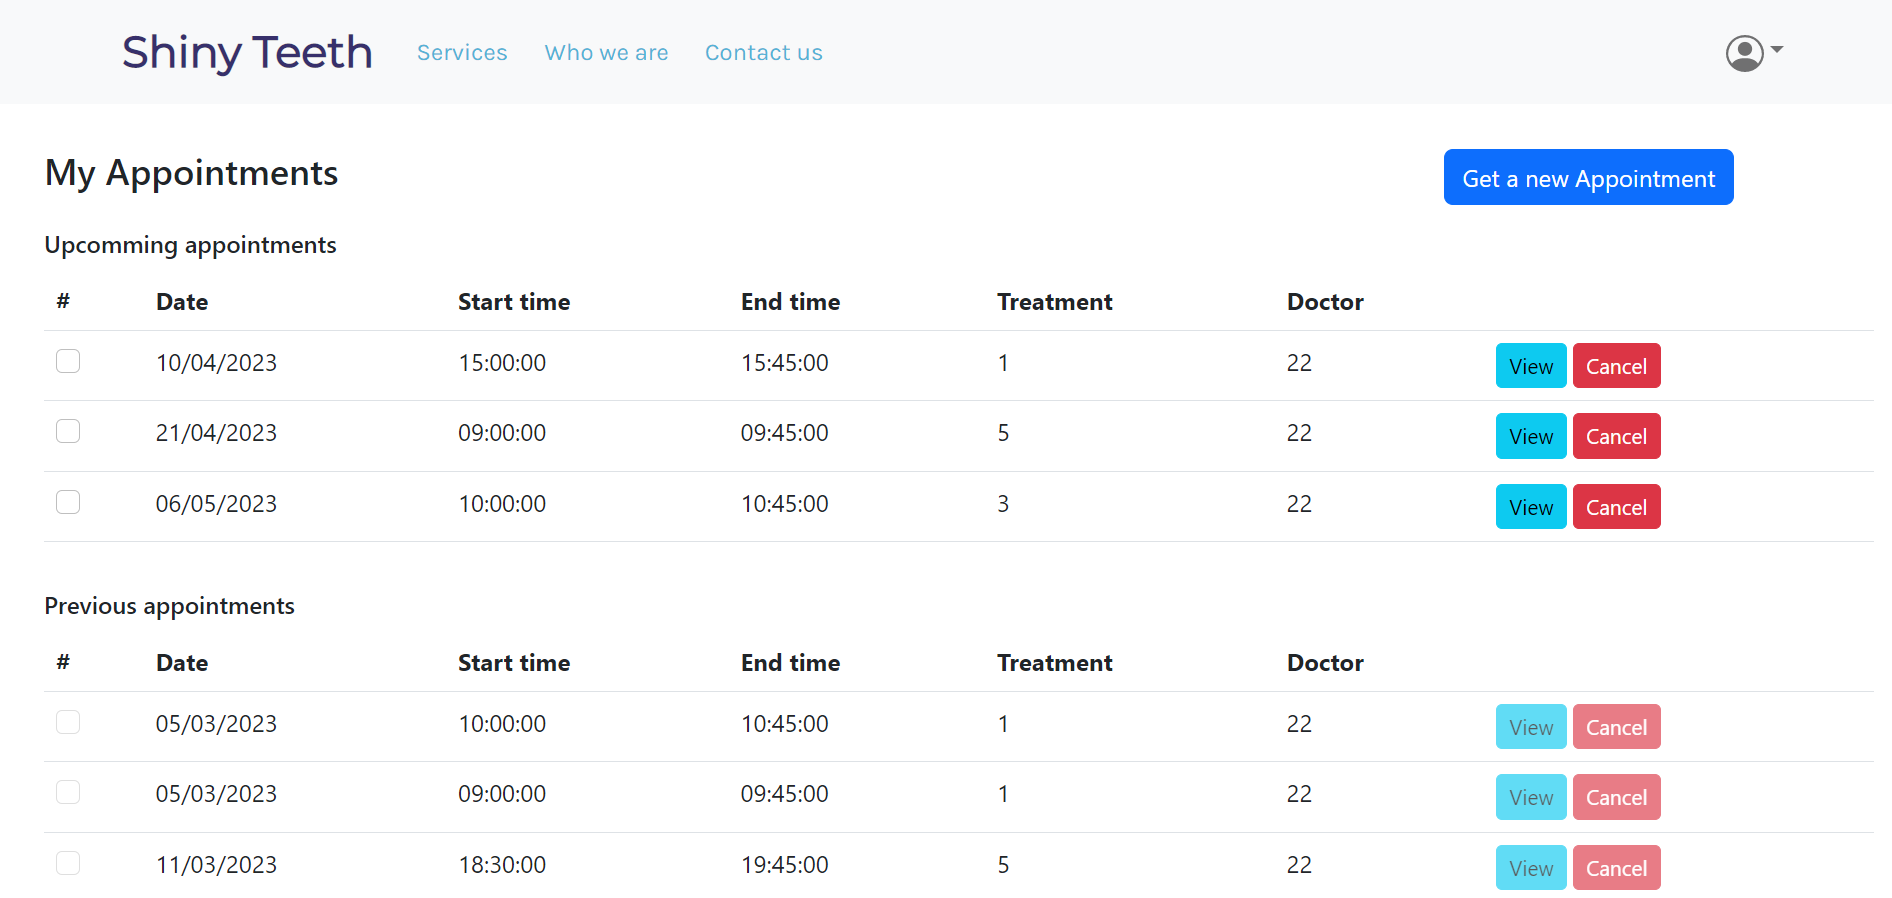 Shiny Teeth Services Who we are Contact us
My Appointments Get a new Appointment
Upcomming appointments
# Date Start time End time Treatment Doctor
10/04/2023 15:00:00 15:45:00 1 22 View Cancel
21/04/2023 09:00:00 09:45:00 5 22 View Cancel
06/05/2023 10:00:00 10:45:00 3 22 View Cancel
Previous appointments
# Date Start time End time Treatment Doctor
05/03/2023 10:00:00 10:45:00 1 22 View Cancel
05/03/2023 09:00:00 09:45:00 1 22 View Cancel
11/03/2023 18:30:00 19:45:00 5 22 View Cancel